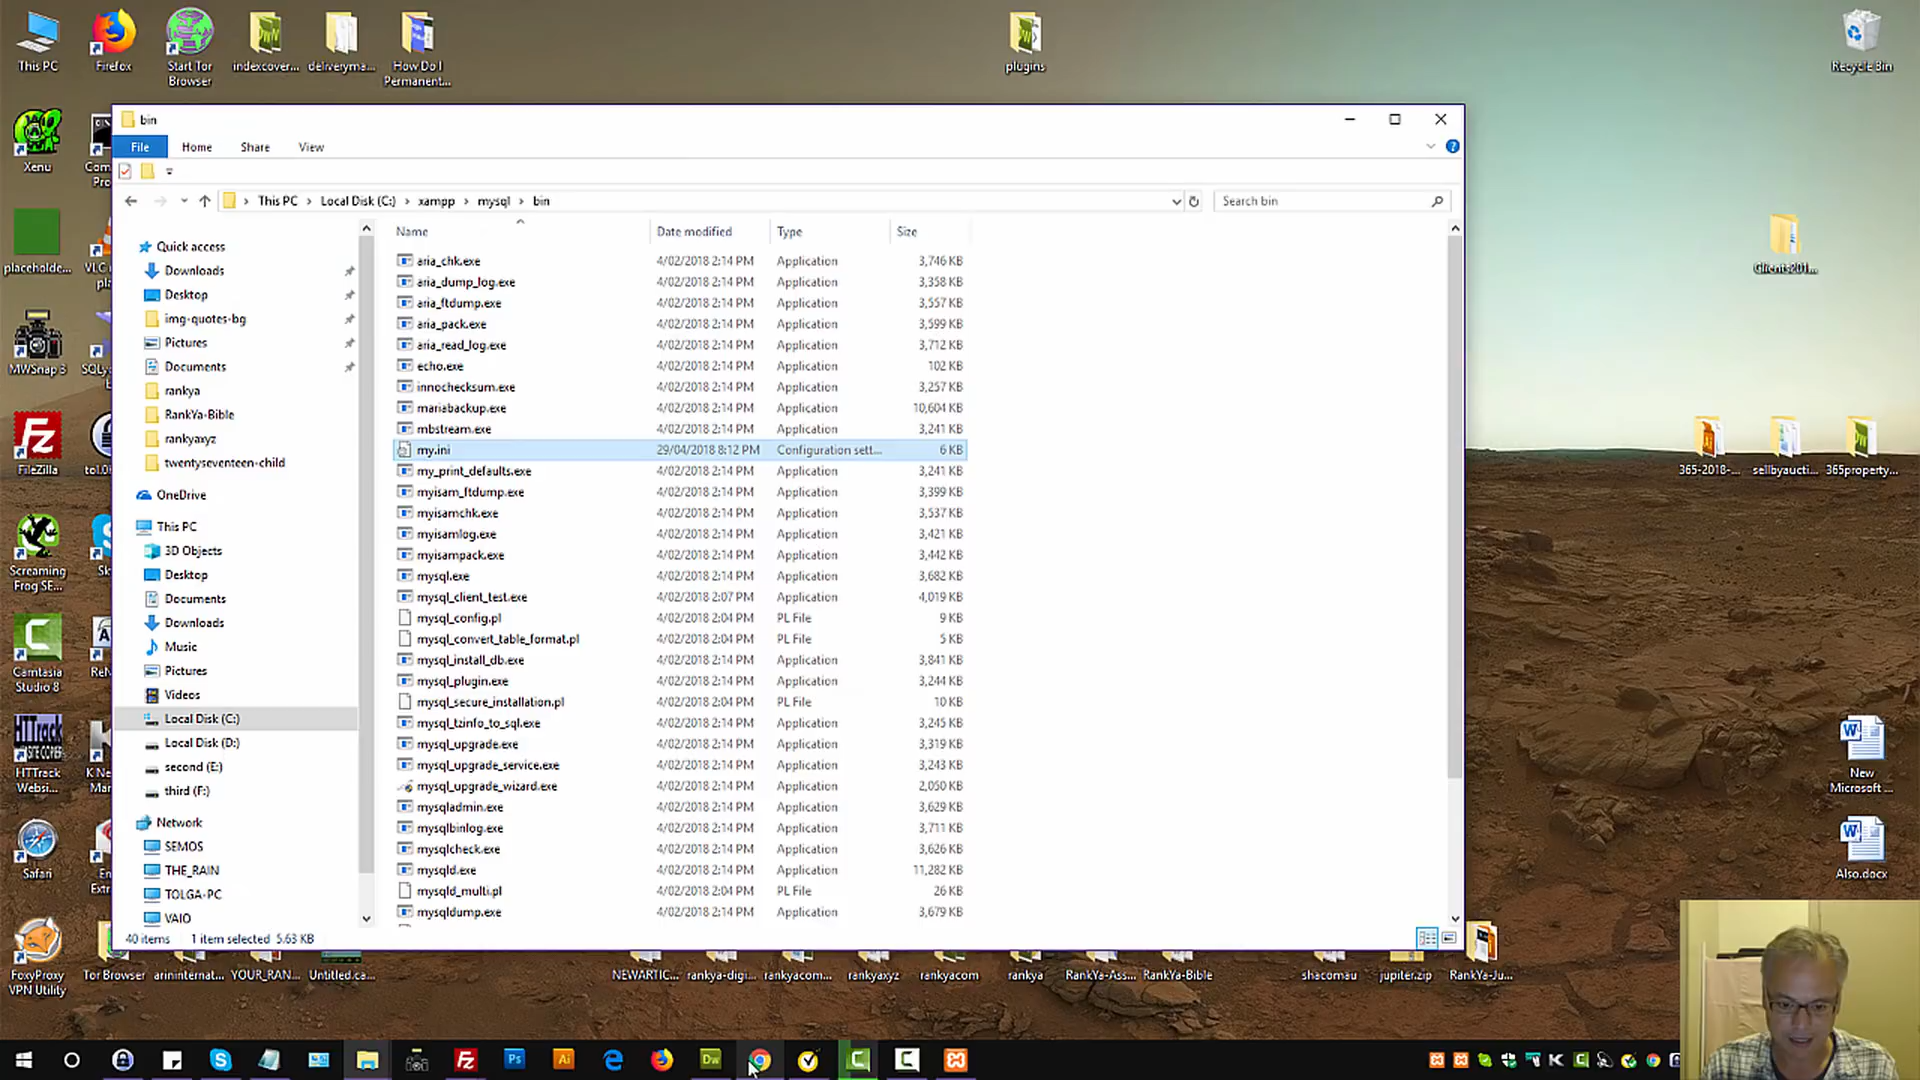 This PC
Firefox
Start Tor
Browser
indexcover...
deliveryma...
How Do I
Permanent...
plugins
Recycle Bin
bin
File
Home
Share
View
This PC
Local Disk (C:)
xampp
mysql
bin
Search bin
Name
Date modified
Type
Size
Quick access
Downloads
Desktop
img-quotes-bg
Pictures
Documents
rankya
RankYa-Bible
rankyaxyz
twentyseventeen-child
OneDrive
This PC
3D Objects
Desktop
Documents
Downloads
Music
Pictures
Videos
Local Disk (C:)
Local Disk (D:)
second (E:)
third (F:)
Network
SEMOS
THE_RAIN
TOLGA-PC
VAIO
aria_chk.exe 4/02/2018 2:14 PM Application 3,746 KB
aria_dump_log.exe 4/02/2018 2:14 PM Application 3,358 KB
aria_ftdump.exe 4/02/2018 2:14 PM Application 3,557 KB
aria_pack.exe 4/02/2018 2:14 PM Application 3,599 KB
aria_read_log.exe 4/02/2018 2:14 PM Application 3,712 KB
echo.exe 4/02/2018 2:14 PM Application 102 KB
innochecksum.exe 4/02/2018 2:14 PM Application 3,257 KB
mariabackup.exe 4/02/2018 2:14 PM Application 10,604 KB
mbstream.exe 4/02/2018 2:14 PM Application 3,241 KB
my.ini 29/04/2018 8:12 PM Configuration sett... 6 KB
my_print_defaults.exe 4/02/2018 2:14 PM Application 3,241 KB
myisam_ftdump.exe 4/02/2018 2:14 PM Application 3,399 KB
myisamchk.exe 4/02/2018 2:14 PM Application 3,537 KB
myisamlog.exe 4/02/2018 2:14 PM Application 3,421 KB
myisampack.exe 4/02/2018 2:14 PM Application 3,442 KB
mysql.exe 4/02/2018 2:14 PM Application 3,682 KB
mysql_client_test.exe 4/02/2018 2:07 PM Application 4,019 KB
mysql_config.pl 4/02/2018 2:04 PM PL File 9 KB
mysql_convert_table_format.pl 4/02/2018 2:04 PM PL File 5 KB
mysql_install_db.exe 4/02/2018 2:14 PM Application 3,841 KB
mysql_plugin.exe 4/02/2018 2:14 PM Application 3,244 KB
mysql_secure_installation.pl 4/02/2018 2:04 PM PL File 10 KB
mysql_tzinfo_to_sql.exe 4/02/2018 2:14 PM Application 3,245 KB
mysql_upgrade.exe 4/02/2018 2:14 PM Application 3,319 KB
mysql_upgrade_service.exe 4/02/2018 2:14 PM Application 3,243 KB
mysql_upgrade_wizard.exe 4/02/2018 2:14 PM Application 2,050 KB
mysqladmin.exe 4/02/2018 2:14 PM Application 3,629 KB
mysqlbinlog.exe 4/02/2018 2:14 PM Application 3,711 KB
mysqlcheck.exe 4/02/2018 2:14 PM Application 3,626 KB
mysqld.exe 4/02/2018 2:14 PM Application 11,282 KB
mysqld_multi.pl 4/02/2018 2:04 PM PL File 26 KB
mysqldump.exe 4/02/2018 2:14 PM Application 3,679 KB
40 items 1 item selected 5.63 KB
Xenu
placeholde...
MWSnap 3
FileZilla
Screaming
Frog SE...
Camtasia
Studio 8
HTTrack
Websi...
Safari
FoxyProxy
VPN Utility
Tor Browser
arininternat...
YOUR_RAN...
Untitled.ca...
NEWARTIC...
rankya-digi...
rankyacom...
rankyaxyz
rankyacom
rankya
RankYa-Ass...
RankYa-Bible
shacomau
jupiter.zip
RankYa-Ju...
Clients201...
365-2018-...
sellbyaucti...
365property...
New
Microsoft ...
Also.docx